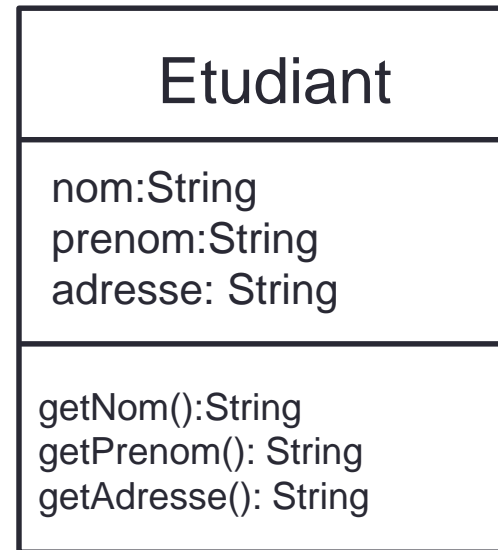 Etudiant
nom:String
prenom:String
adresse: String
getNom():String
getPrenom(): String
getAdresse(): String